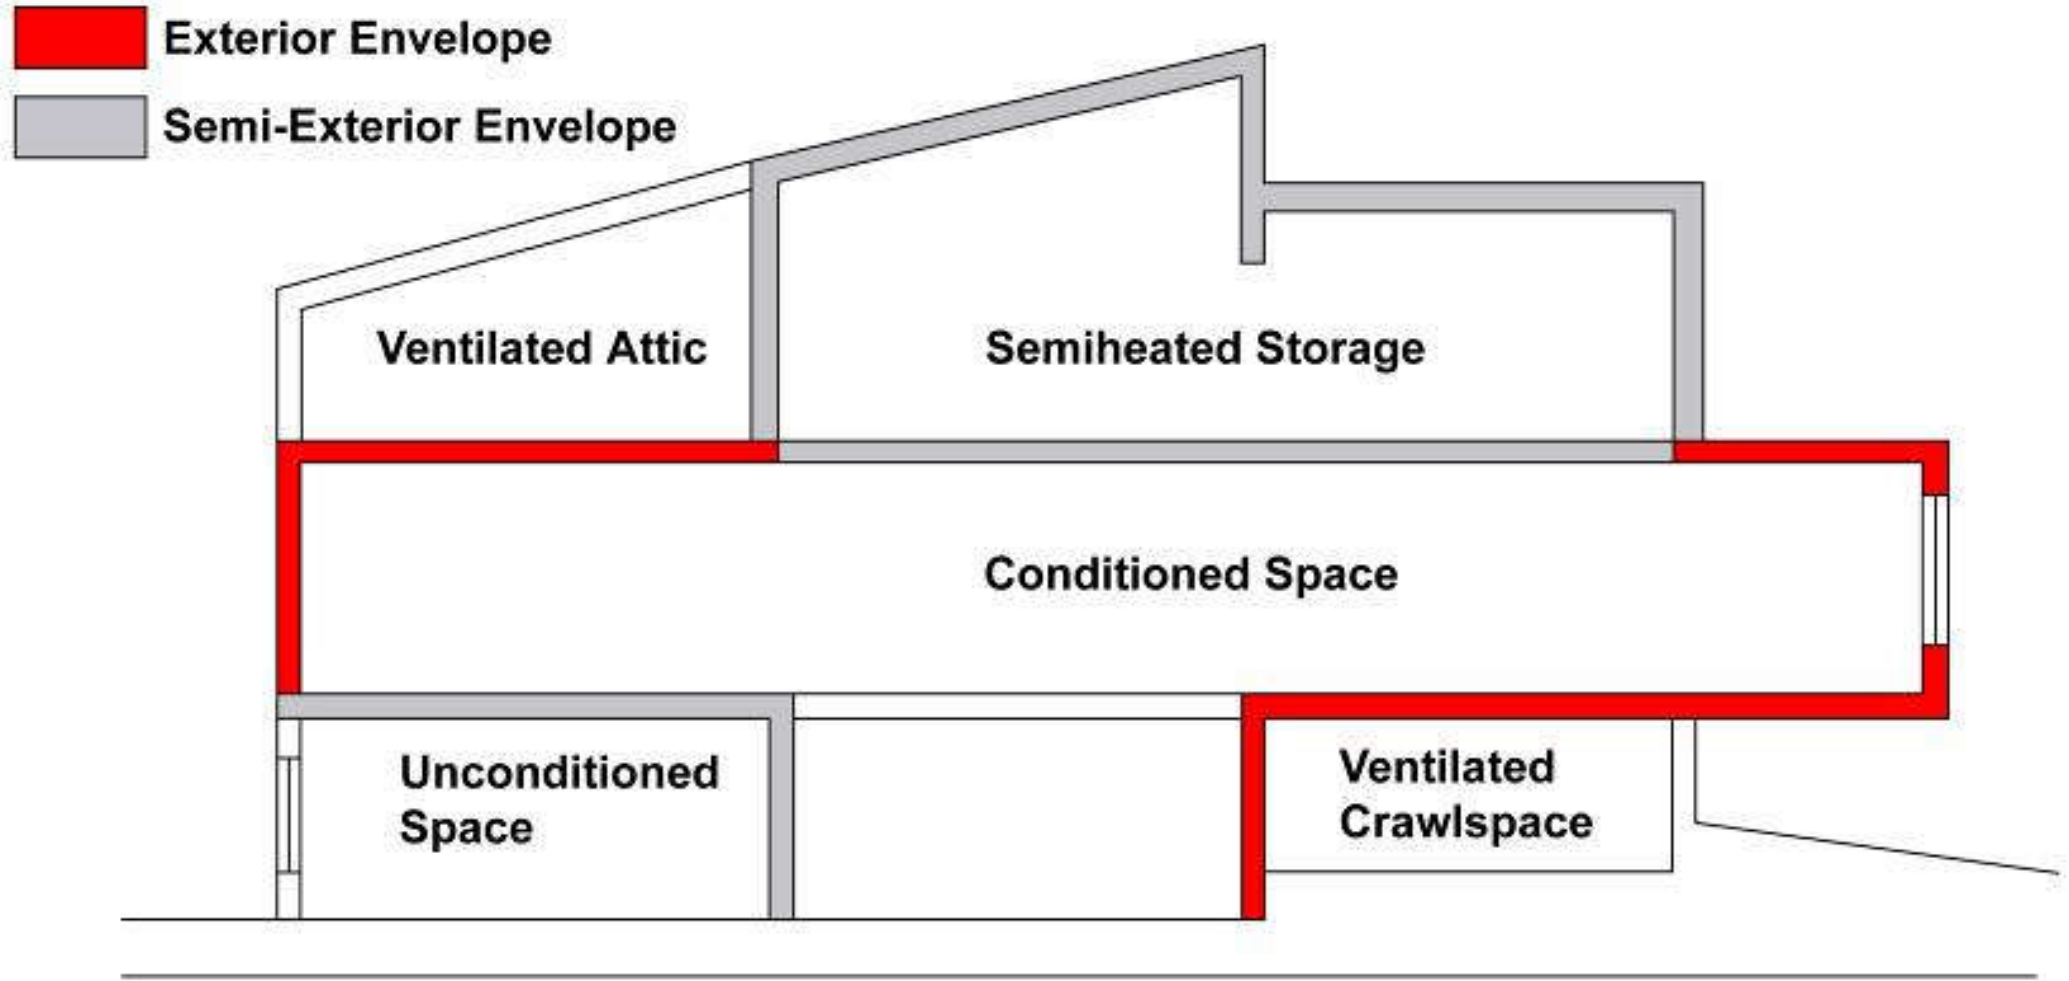 Exterior Envelope
Semi-Exterior Envelope
Ventilated Attic
Semiheated Storage
Conditioned Space
Unconditioned
Space
Ventilated
Crawlspace